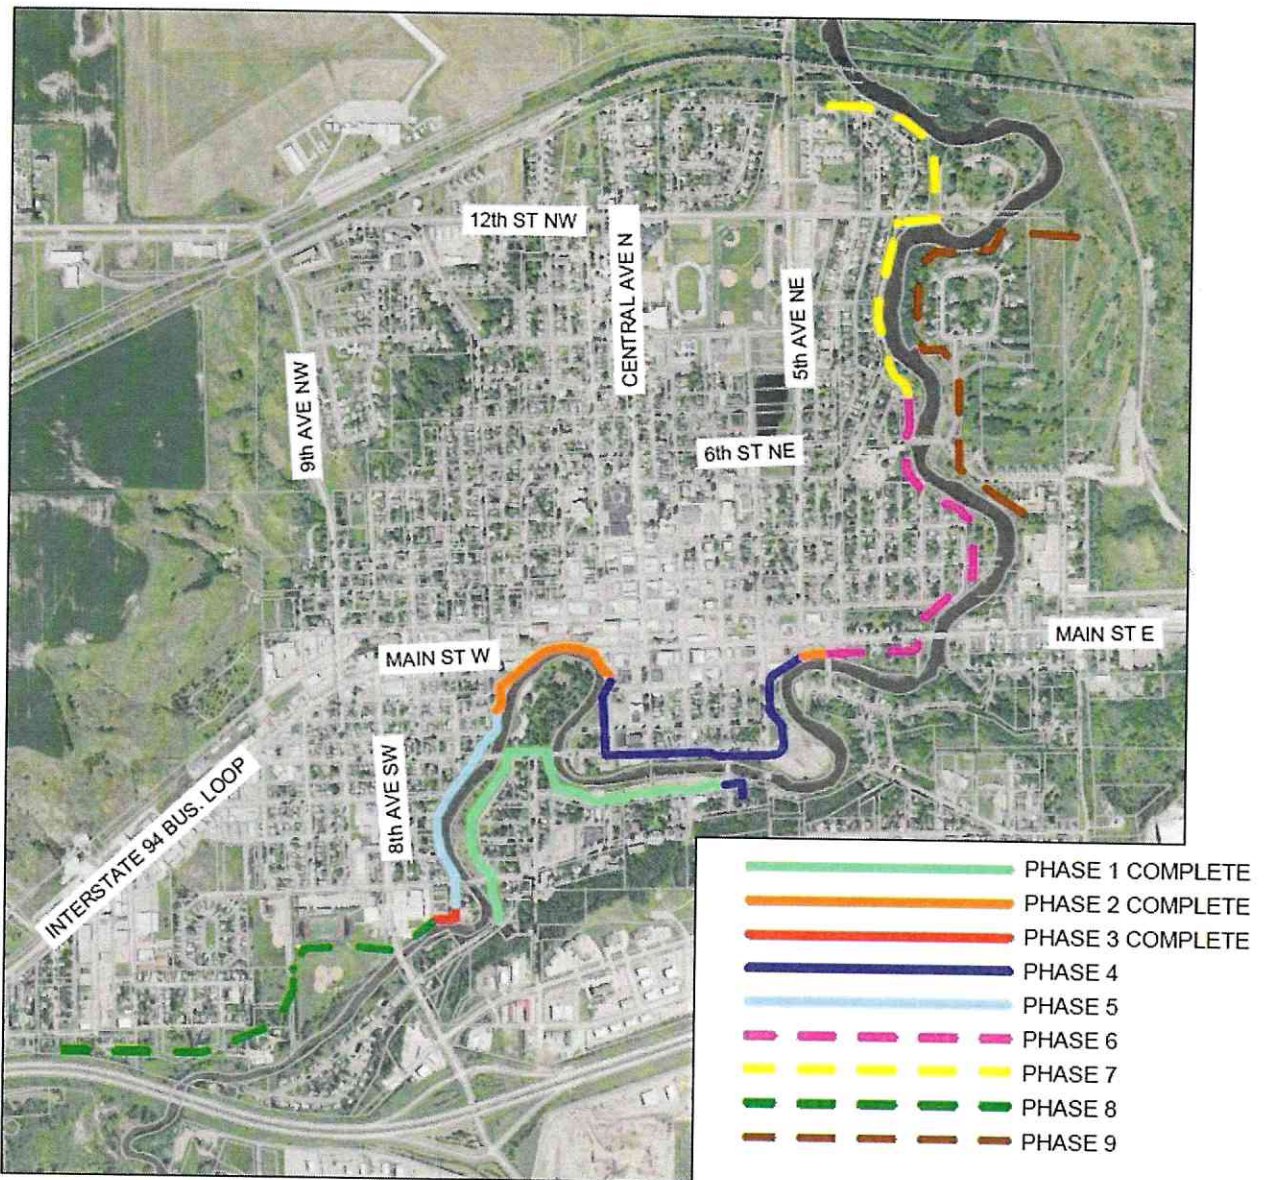 12th ST NW
CENTRAL AVE N
5th AVE NE
9th AVE NW
6th ST NE
MAIN ST E
MAIN ST W
8th AVE SW
INTERSTATE 94 BUS. LOOP
PHASE 1 COMPLETE
PHASE 2 COMPLETE
PHASE 3 COMPLETE
PHASE 4
PHASE 5
PHASE 6
PHASE 7
PHASE 8
PHASE 9